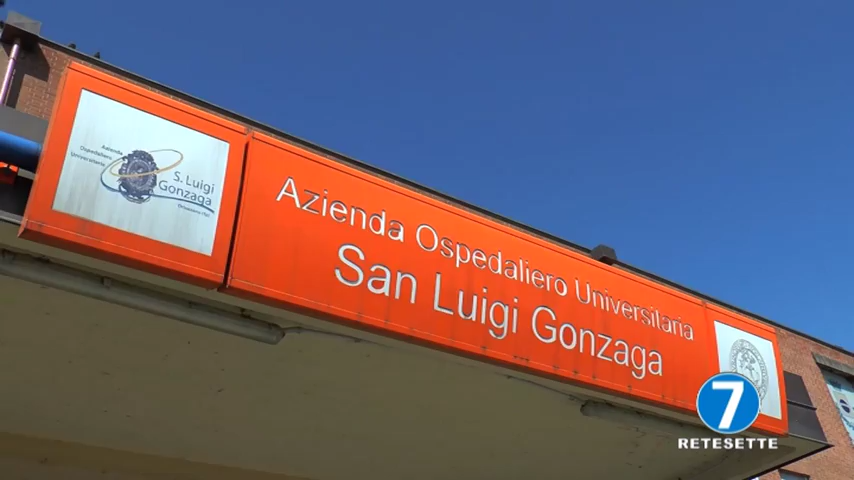 Azienda
Ospedaliero
Universitaria
S. Luigi
Gonzaga
Azienda Ospedaliero Universitaria
San Luigi Gonzaga
7
RETESETTE